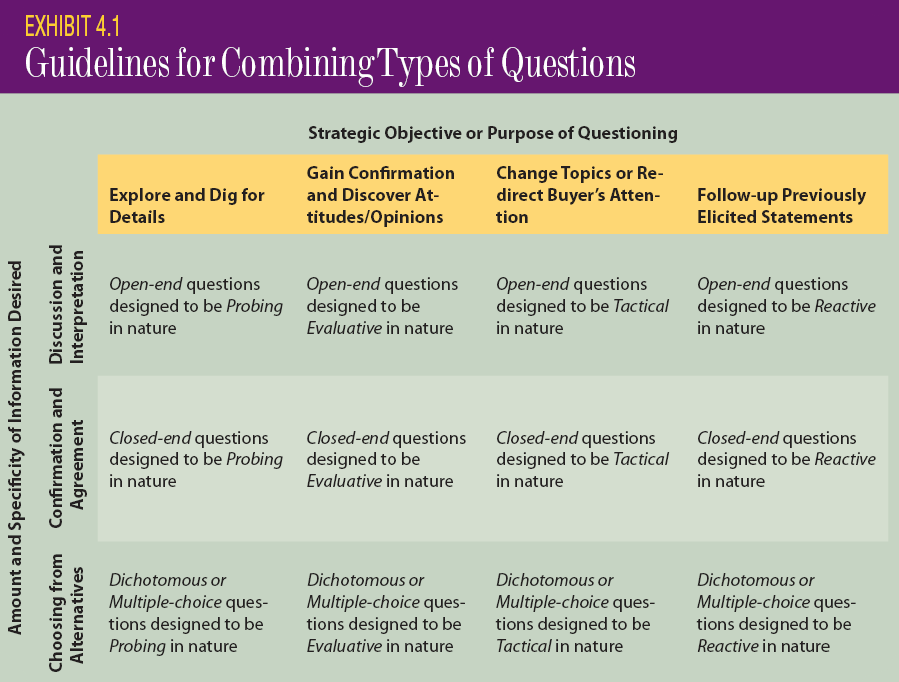 EXHIBIT 4.1
Guidelines for Combining Types of Questions
Strategic Objective or Purpose of Questioning
Explore and Dig for
Details
Gain Confirmation
and Discover At-
titudes/Opinions
Change Topics or Re-
direct Buyer's Atten-
tion
Follow-up Previously
Elicited Statements
Amount and Specificity of Information Desired
Discussion and
Interpretation
Open-end questions
designed to be Probing
in nature
Open-end questions
designed to be
Evaluative in nature
Open-end questions
designed to be Tactical
in nature
Open-end questions
designed to be Reactive
in nature
Confirmation and
Agreement
Closed-end questions
designed to be Probing
in nature
Closed-end questions
designed to be
Evaluative in nature
Closed-end questions
designed to be Tactical
in nature
Closed-end questions
designed to be Reactive
in nature
Choosing from
Alternatives
Dichotomous or
Multiple-choice ques-
tions designed to be
Probing in nature
Dichotomous or
Multiple-choice ques-
tions designed to be
Evaluative in nature
Dichotomous or
Multiple-choice ques-
tions designed to be
Tactical in nature
Dichotomous or
Multiple-choice ques-
tions designed to be
Reactive in nature